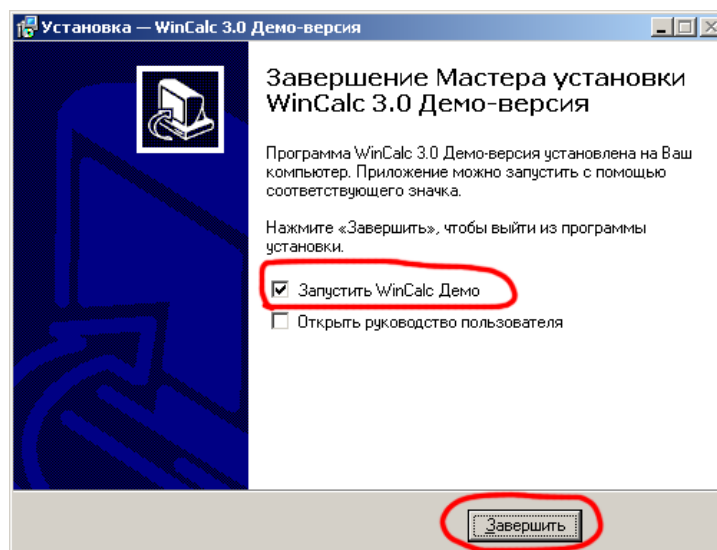 Установка — WinCalc 3.0 Демо-версия
Завершение Мастера установки
WinCalc 3.0 Демо-версия
Программа WinCalc 3.0 Демо-версия установлена на Ваш
компьютер. Приложение можно запустить с помощью
соответствующего значка.
Нажмите «Завершить», чтобы выйти из программы
установки.
Запустить WinCalc Демо
Открыть руководство пользователя
Завершить